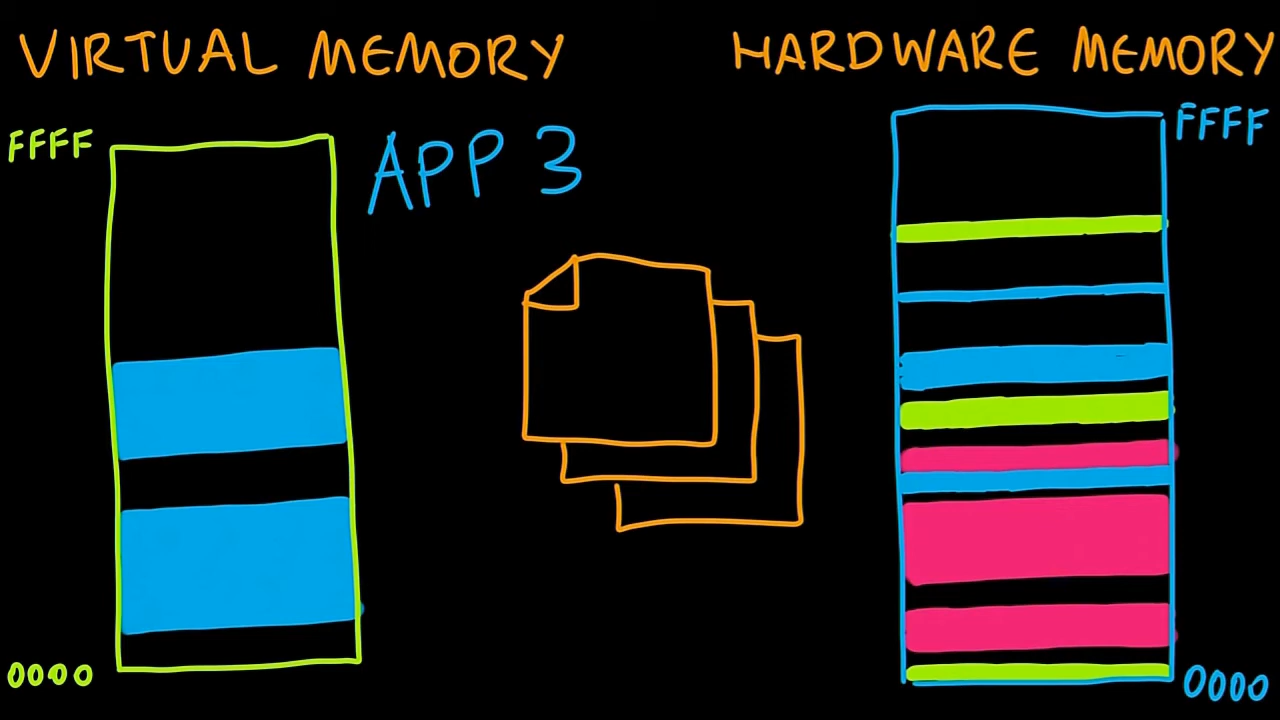 VIRTUAL MEMORY
HARDWARE MEMORY
FFFF
APP 3
FFFF
0000
0000